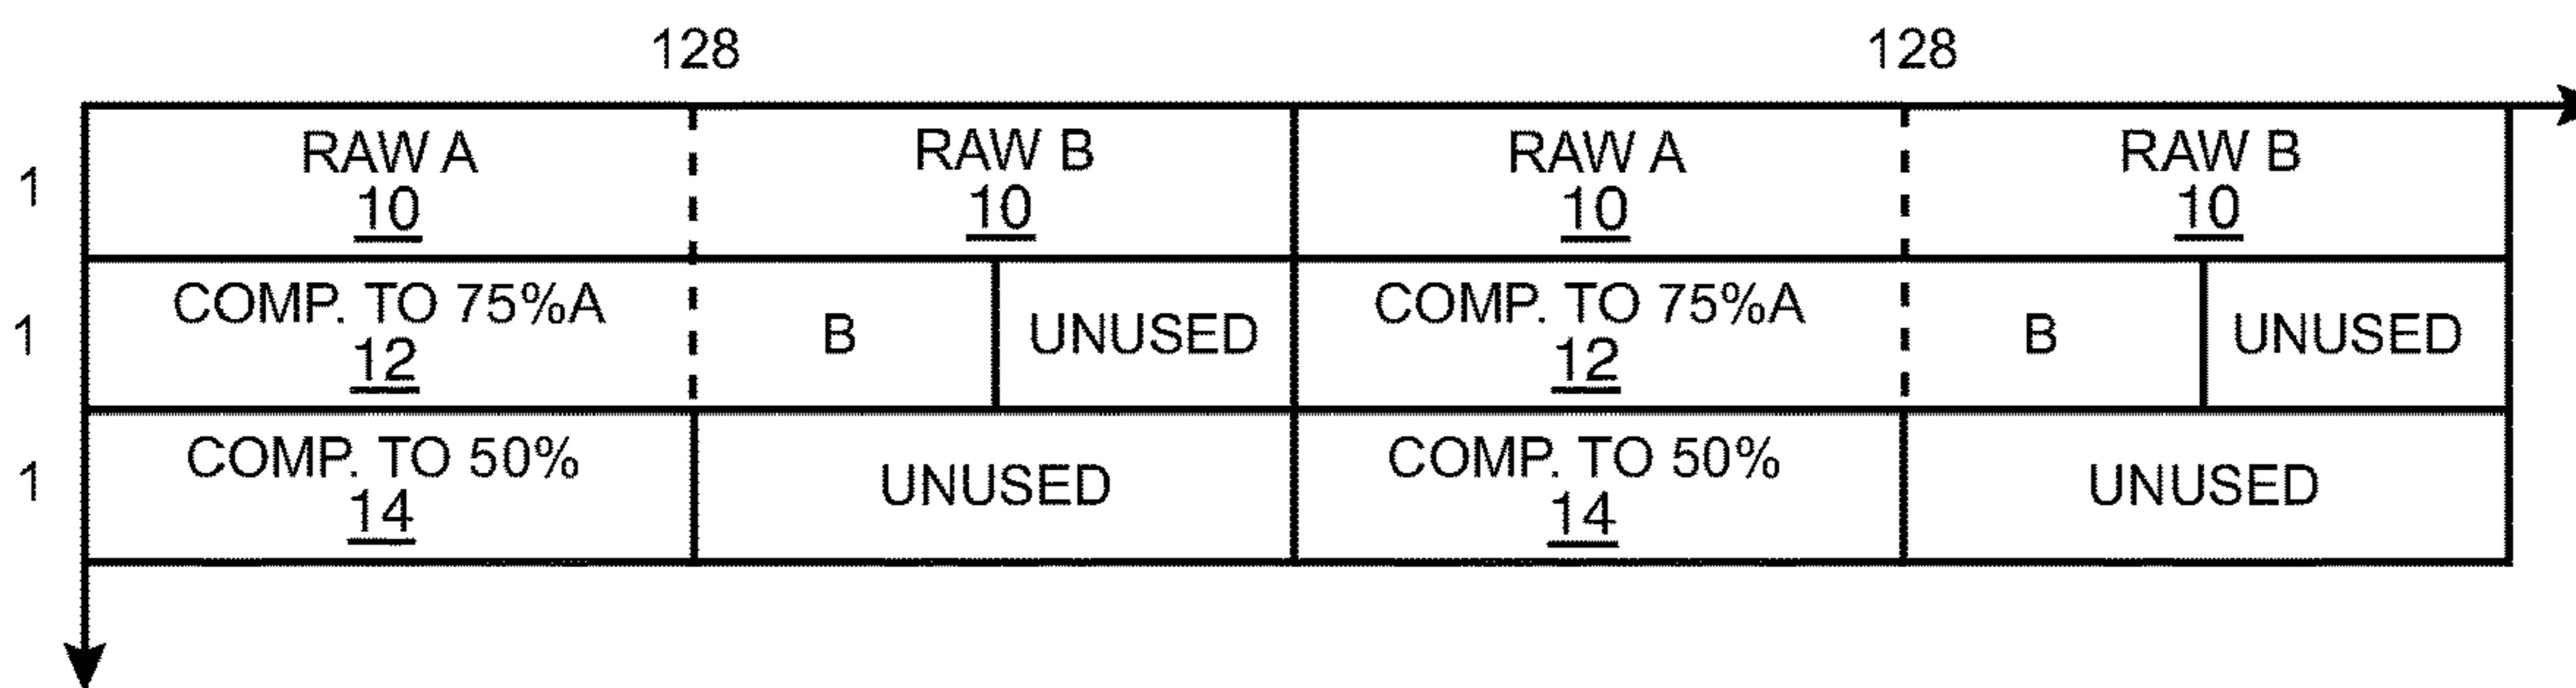 128
128
1
RAW A
10
RAW B
10
RAW A
10
RAW B
10
1
COMP. TO 75%A
12
B
UNUSED
COMP. TO 75%A
12
B
UNUSED
1
COMP. TO 50%
14
UNUSED
COMP. TO 50%
14
UNUSED